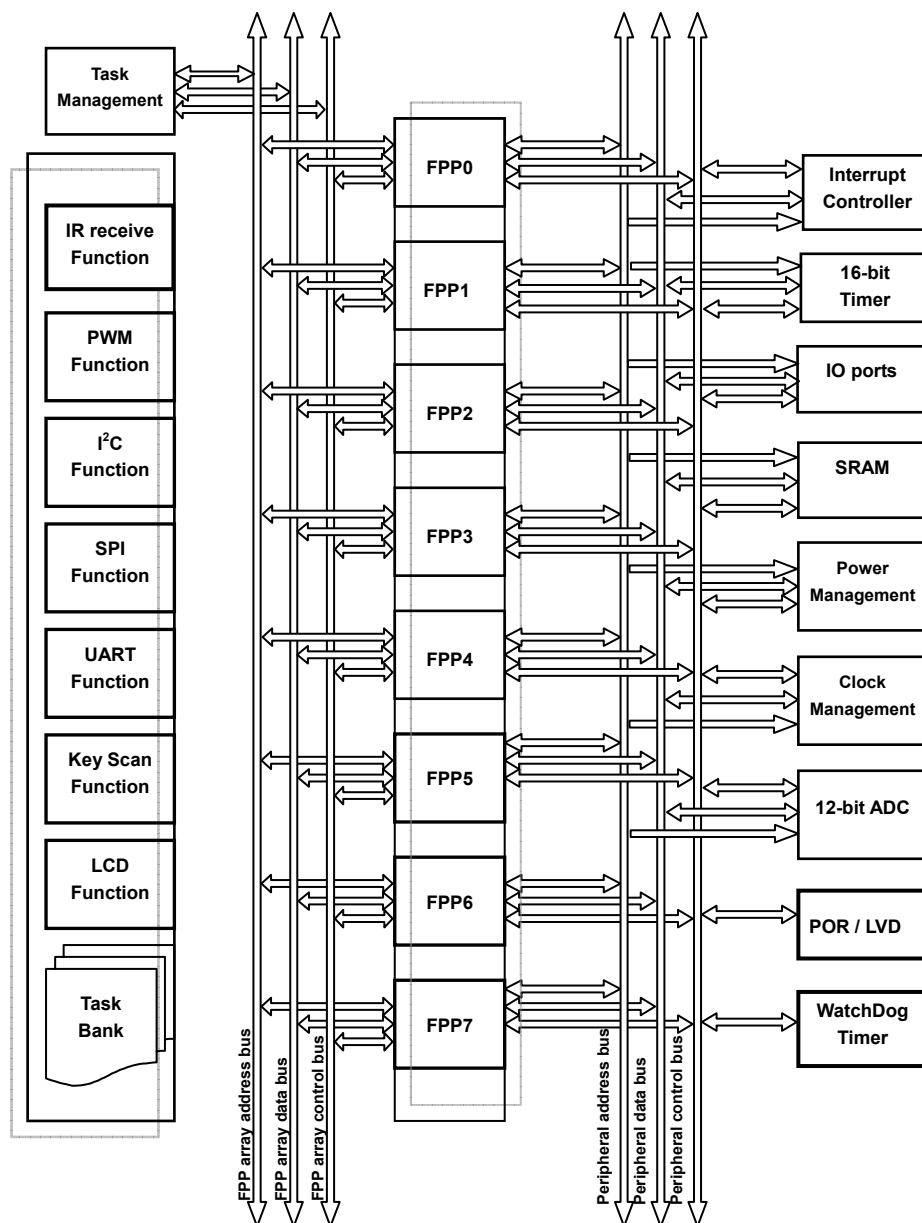 Task
Management
IR receive
Function
PWM
Function
I²C
Function
SPI
Function
UART
Function
Key Scan
Function
LCD
Function
Task
Bank
FPP array address bus
FPP array data bus
FPP array control bus
FPP0
FPP1
FPP2
FPP3
FPP4
FPP5
FPP6
FPP7
Peripheral address bus
Peripheral data bus
Peripheral control bus
Interrupt
Controller
16-bit
Timer
IO ports
SRAM
Power
Management
Clock
Management
12-bit ADC
POR / LVD
WatchDog
Timer